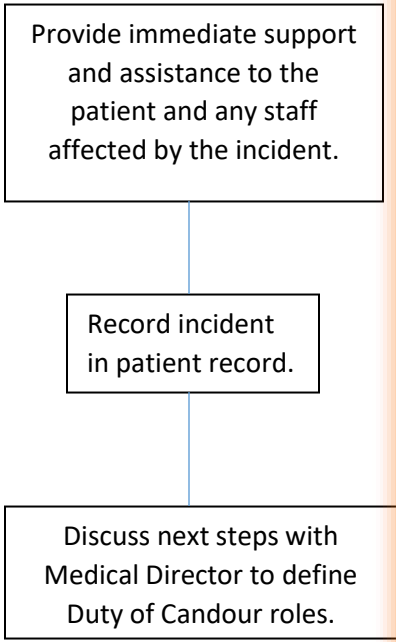 Provide immediate support
and assistance to the
patient and any staff
affected by the incident.
Record incident
in patient record.
Discuss next steps with
Medical Director to define
Duty of Candour roles.